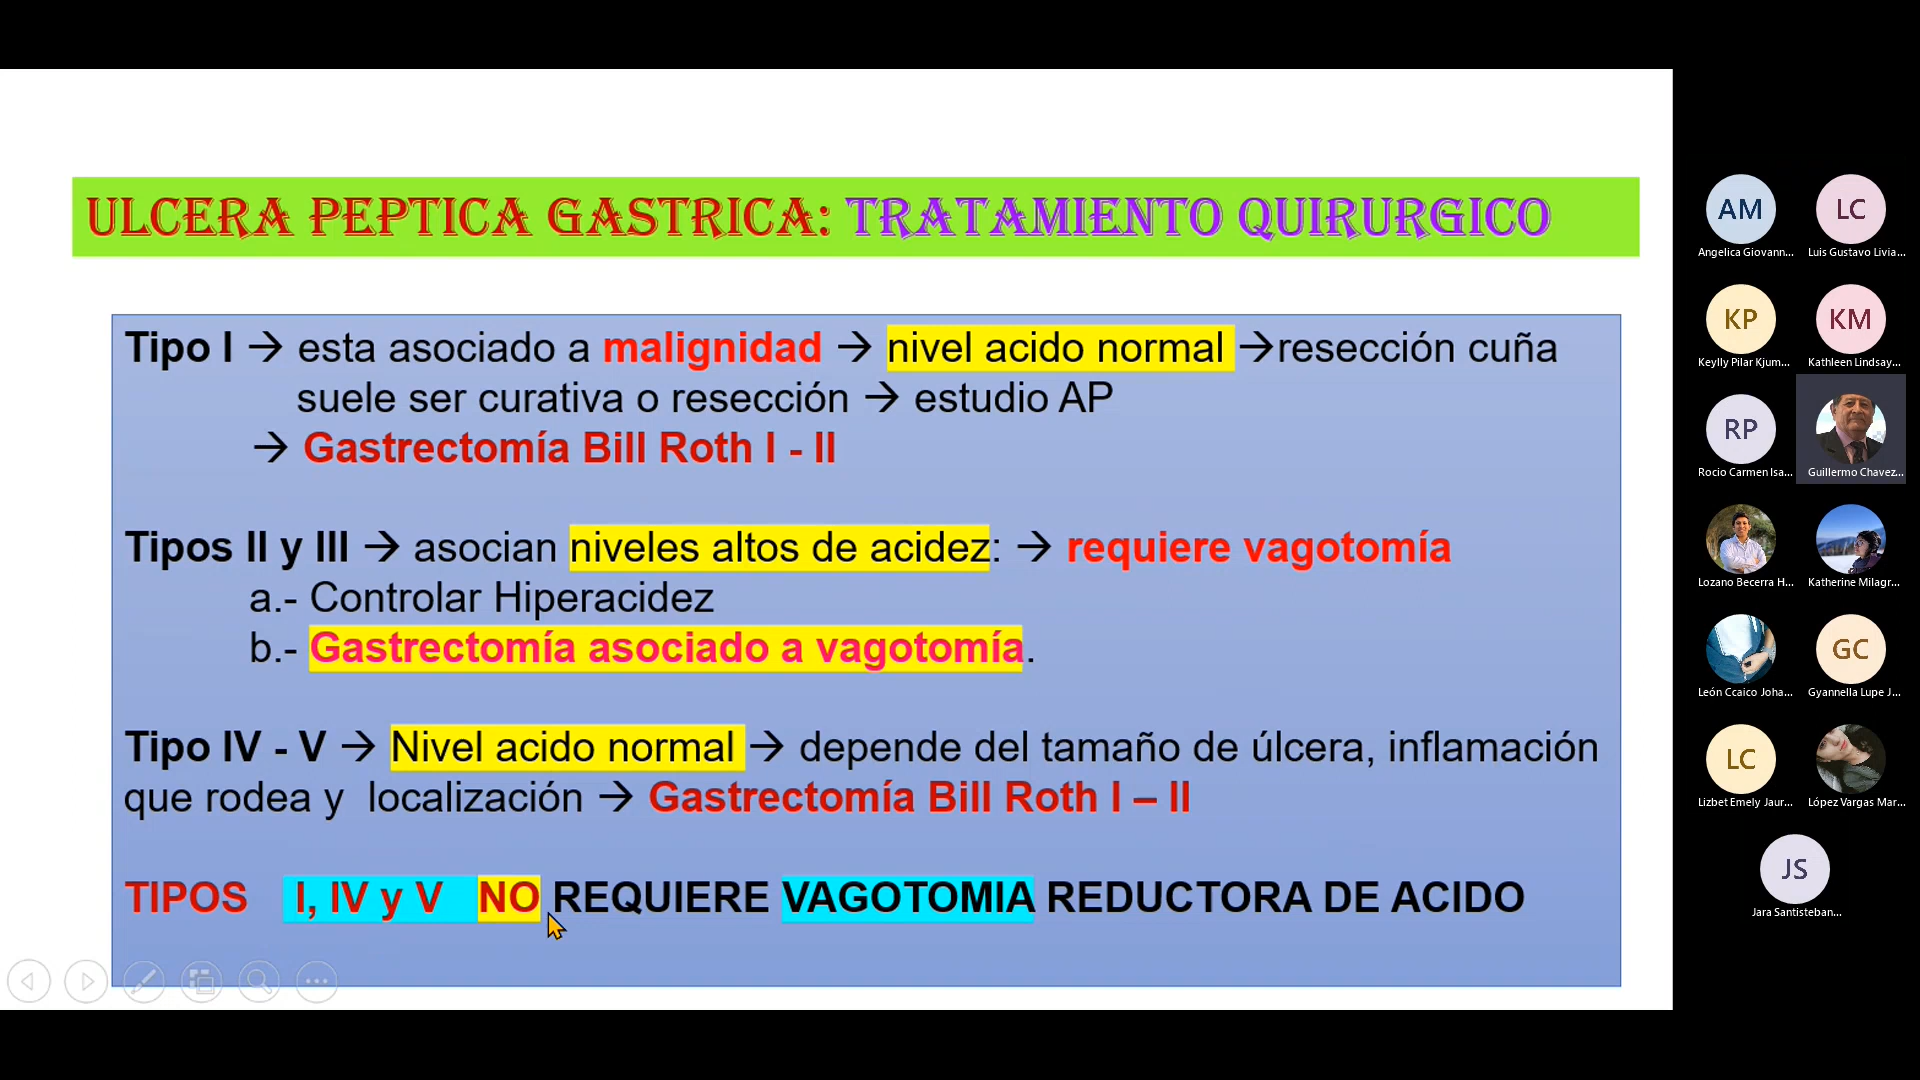 ULCERA PEPTICA GASTRICA: TRATAMIENTO QUIRURGICO
Tipo I → esta asociado a malignidad → nivel acido normal →resección cuña
suele ser curativa o resección → estudio AP
→ Gastrectomía Bill Roth I - II
Tipos II y III → asocian niveles altos de acidez: → requiere vagotomía
a.- Controlar Hiperacidez
b.- Gastrectomía asociado a vagotomía.
Tipo IV - V → Nivel acido normal → depende del tamaño de úlcera, inflamación
que rodea y localización → Gastrectomía Bill Roth I – II
TIPOS I, IV y V NO REQUIERE VAGOTOMIA REDUCTORA DE ACIDO
AM LC
Angelica Giovann... Luis Gustavo Livia...
KP KM
Keylly Pilar Kjum... Kathleen Lindsay...
RP
Rocio Carmen Isa... Guillermo Chavez...
Lozano Becerra H... Katherine Milagr...
GC
León Ccaico Joha... Gyannella Lupe J...
LC
Lizbet Emely Jaur... López Vargas Mar...
JS
Jara Santisteban...